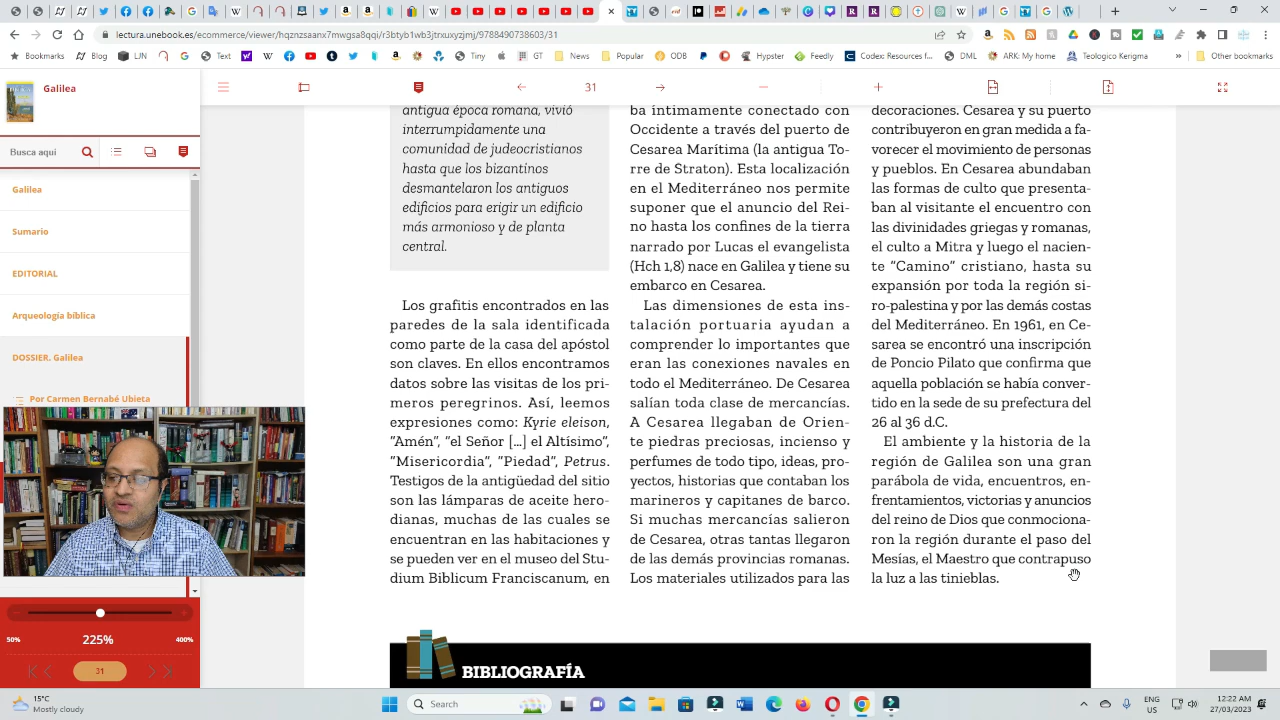 lectura.unebook.es/ecommerce/viewer/hqznzsaanx7wgbaas8qqi/r3btyb1wb3jtrxuxyzjmj/9788490738603/31
Bookmarks
BIN
LRC
Life
G
Text
GT
News
Popular
ODB
Hypster
Feedly
Codex: Resources f...
DML
ARK: My home
Teologico Kerigma
Other bookmarks
Galilea
31
Busca aquí
Galilea
Sumario
EDITORIAL
Arqueología bíblica
DOSSIER. Galilea
Por Carmen Bernabé Ubieta
50%
225%
400%
31
antigua época romana, vivió
interrumpidamente una
comunidad de judeocristianos
hasta que los bizantinos
desmantelaron los antiguos
edificios para erigir un edificio
más armonioso y de planta
central.
Los grafitis encontrados en las
paredes de la sala identificada
como parte de la casa del apóstol
son claves. En ellos encontramos
datos sobre las visitas de los pri-
meros peregrinos. Así, leemos
expresiones como: Kyrie eleison,
“Amén”, “el Señor [...] el Altísimo”,
“Misericordia”, “Piedad”, Petrus.
Testigos de la antigüedad del sitio
son las lámparas de aceite hero-
dianas, muchas de las cuales se
encuentran en las habitaciones y
se pueden ver en el museo del Stu-
dium Biblicum Franciscanum, en
ba íntimamente conectado con
Occidente a través del puerto de
Cesarea Marítima (la antigua To-
rre de Straton). Esta localización
en el Mediterráneo nos permite
suponer que el anuncio del Rei-
no hasta los confines de la tierra
narrado por Lucas el evangelista
(Hch 1,8) nace en Galilea y tiene su
embarco en Cesarea.
Las dimensiones de esta ins-
talación portuaria ayudan a
comprender lo importantes que
eran las conexiones navales en
todo el Mediterráneo. De Cesarea
salían toda clase de mercancías.
A Cesarea llegaban de Orien-
te piedras preciosas, incienso y
perfumes de todo tipo, ideas, pro-
yectos, historias que contaban los
marineros y capitanes de barco.
Si muchas mercancías salieron
de Cesarea, otras tantas llegaron
de las demás provincias romanas.
Los materiales utilizados para las
decoraciones. Cesarea y su puerto
contribuyeron en gran medida a fa-
vorecer el movimiento de personas
y pueblos. En Cesarea abundaban
las formas de culto que presenta-
ban al visitante el encuentro con
las divinidades griegas y romanas,
el culto a Mitra y luego el nacien-
te “Camino” cristiano, hasta su
expansión por toda la región si-
ro-palestina y por las demás costas
del Mediterráneo. En 1961, en Ce-
sarea se encontró una inscripción
de Poncio Pilato que confirma que
aquella población se había conver-
tido en la sede de su prefectura del
26 al 36 d.C.
El ambiente y la historia de la
región de Galilea son una gran
parábola de vida, encuentros, en-
frentamientos, victorias y anuncios
del reino de Dios que conmociona-
ron la región durante el paso del
Mesías, el Maestro que contrapuso
la luz a las tinieblas.
BIBLIOGRAFÍA
15°C
Mostly cloudy
Search
ENG
US
12:22 AM
27/03/2023